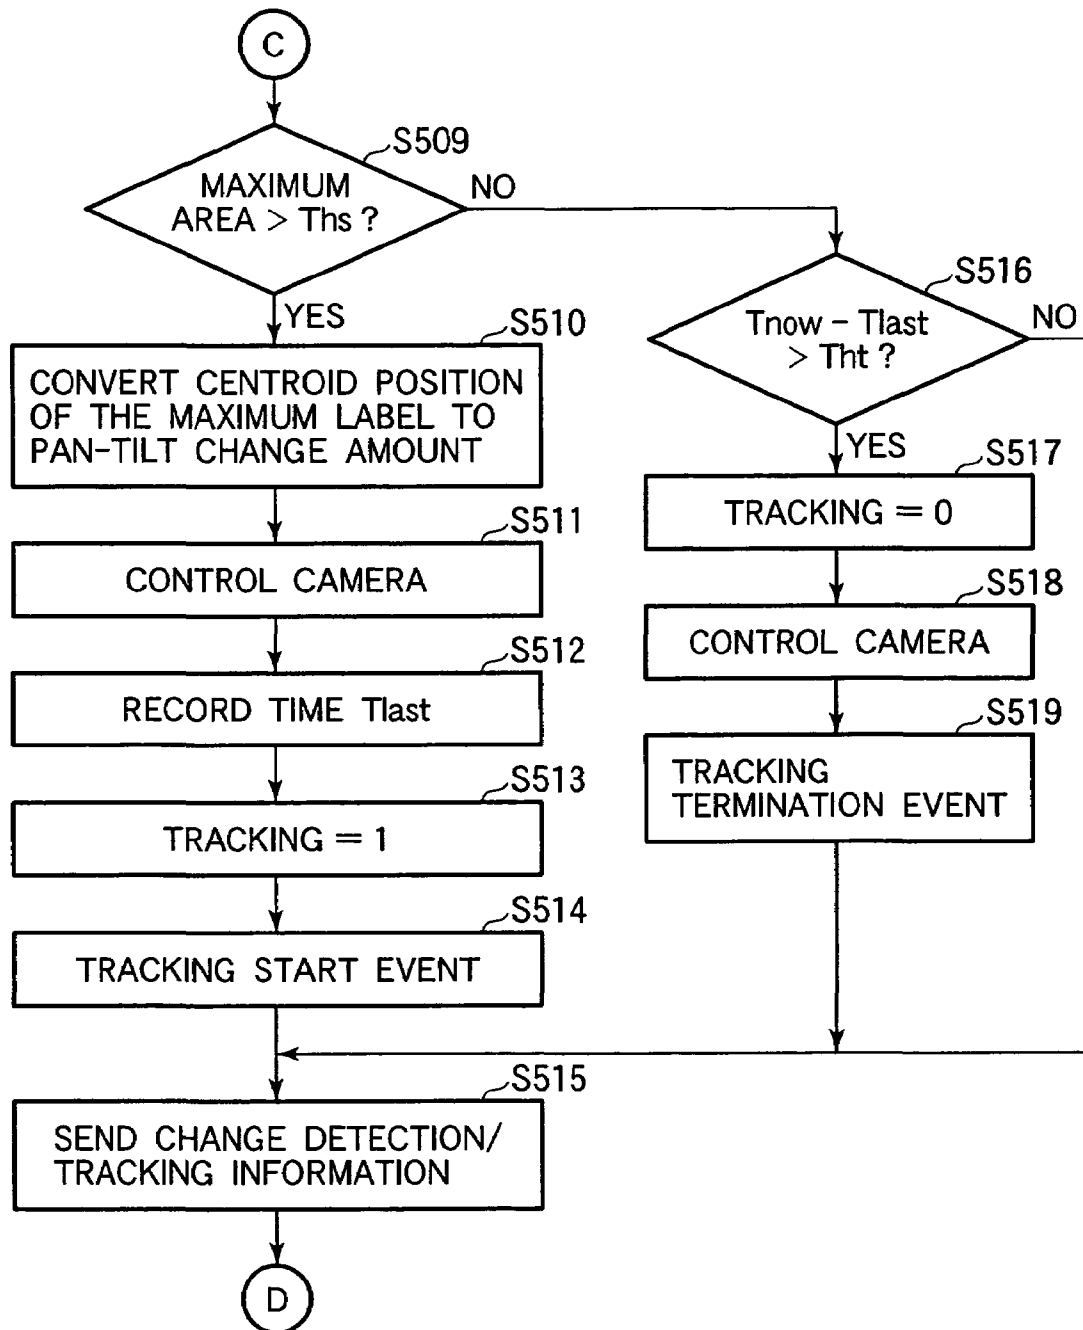 C
S509
MAXIMUM
AREA > Ths ?
NO
YES
S510
CONVERT CENTROID POSITION
OF THE MAXIMUM LABEL TO
PAN-TILT CHANGE AMOUNT
S511
CONTROL CAMERA
S512
RECORD TIME Tlast
S513
TRACKING = 1
S514
TRACKING START EVENT
S516
Tnow - Tlast
> Tht ?
NO
YES
S517
TRACKING = 0
S518
CONTROL CAMERA
S519
TRACKING
TERMINATION EVENT
S515
SEND CHANGE DETECTION/
TRACKING INFORMATION
D